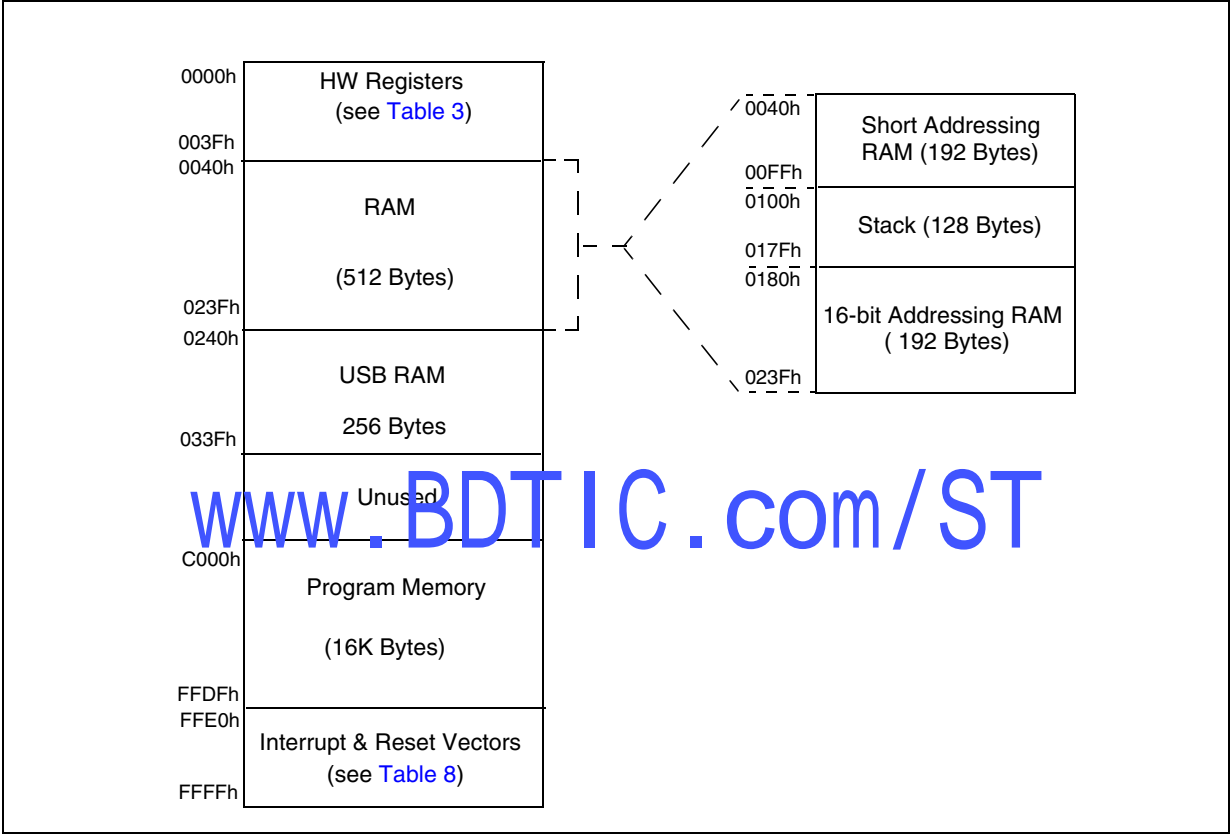 0000h
HW Registers
(see Table 3)
003Fh
0040h
RAM
(512 Bytes)
023Fh
0240h
USB RAM
256 Bytes
033Fh
Unused
C000h
Program Memory
(16K Bytes)
FFDFh
FFE0h
Interrupt & Reset Vectors
(see Table 8)
FFFFh
0040h
Short Addressing
RAM (192 Bytes)
00FFh
0100h
Stack (128 Bytes)
017Fh
0180h
16-bit Addressing RAM
( 192 Bytes)
023Fh
www.BDTIC.com/ST